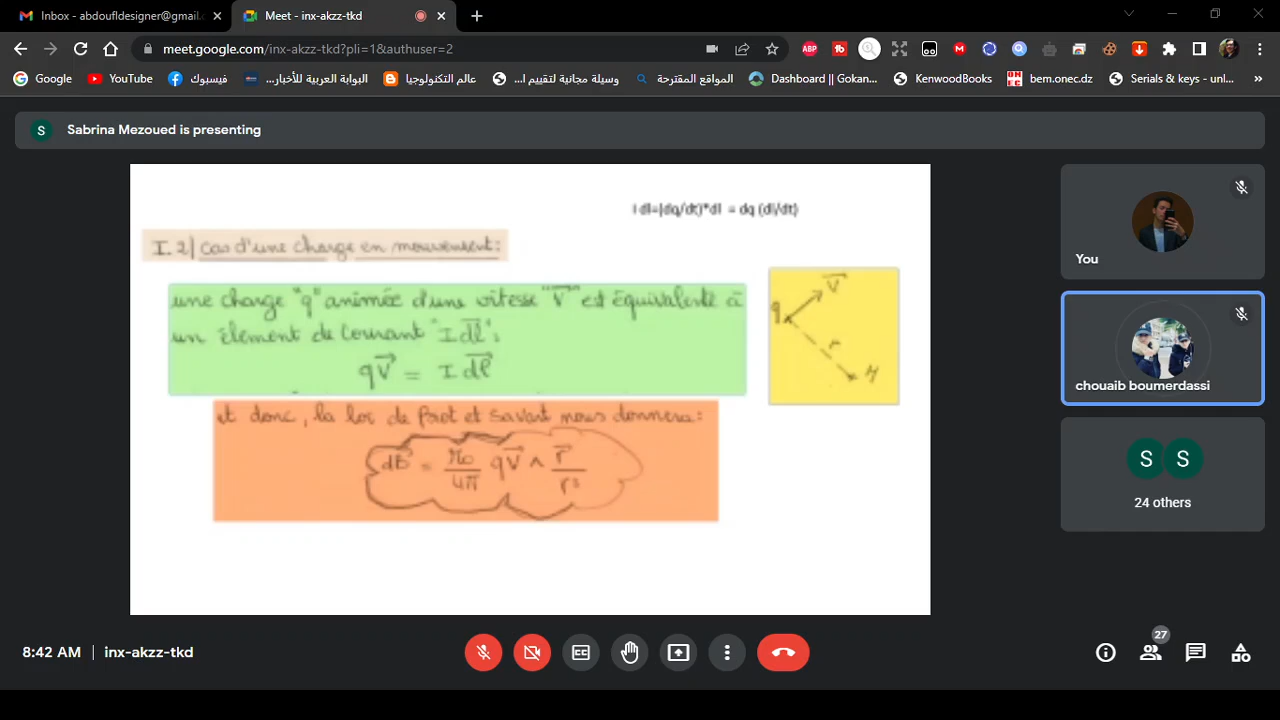 Inbox - abdoufldesigner@gmail.c
Meet - inx-akzz-tkd
meet.google.com/inx-akzz-tkd?pli=1&authuser=2
Google
YouTube
فيسبوك
البوابة العربية للأخبار...
عالم التكنولوجيا
وسيلة مجانية لتقييم ا...
المواقع المقترحة
Dashboard || Gokan...
KenwoodBooks
bem.onec.dz
Serials & keys - unl...
»
S Sabrina Mezoued is presenting
I dl=(dq/dt)*dl = dq (dl/dt)
I. 2) Cas d'une charge en mouvement:
une charge "q" animée d'une vitesse "V⃗" est équivalente à
un élement de courant "I dl⃗":
qV⃗ = I dl⃗
et donc, la loi de Biot et Savart nous donnera:
dB⃗ = μ₀/4π qV⃗ ∧ r⃗/r³
q V⃗
r
M
You
chouaib boumerdassi
S S
24 others
8:42 AM | inx-akzz-tkd
27